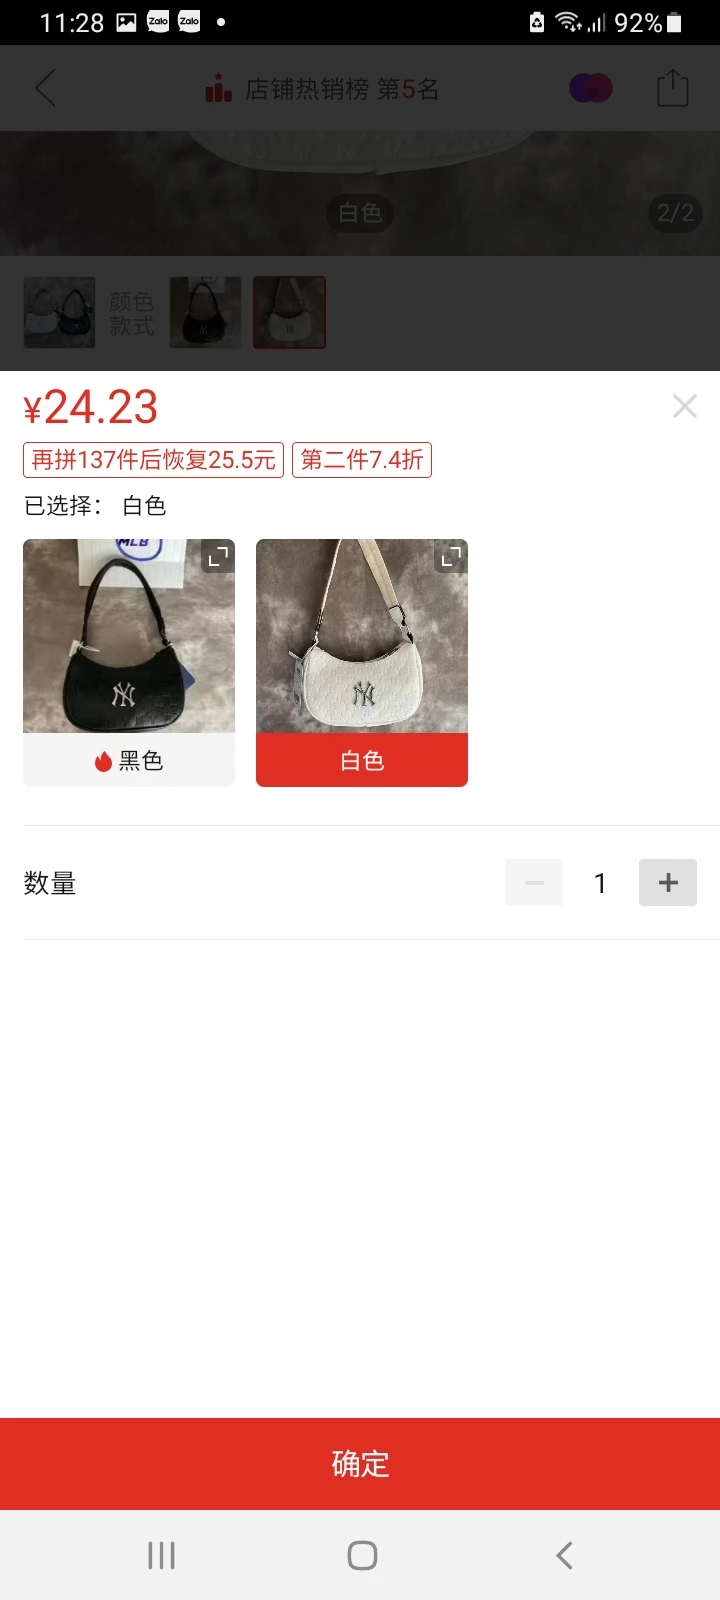 11:28 Zalo Zalo 92%
店铺热销榜 第5名
白色
2/2
颜色
款式
¥24.23
再拼137件后恢复25.5元 第二件7.4折
已选择： 白色
MLB
NY
NY
黑色
白色
数量
1
确定